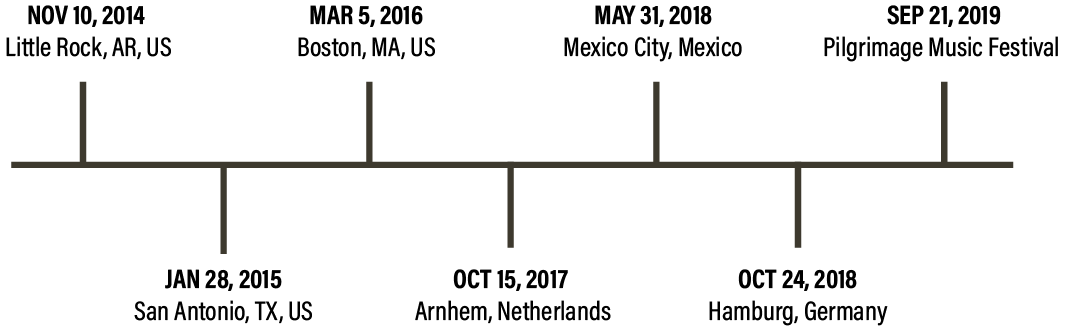 NOV 10, 2014
Little Rock, AR, US
MAR 5, 2016
Boston, MA, US
MAY 31, 2018
Mexico City, Mexico
SEP 21, 2019
Pilgrimage Music Festival
JAN 28, 2015
San Antonio, TX, US
OCT 15, 2017
Arnhem, Netherlands
OCT 24, 2018
Hamburg, Germany